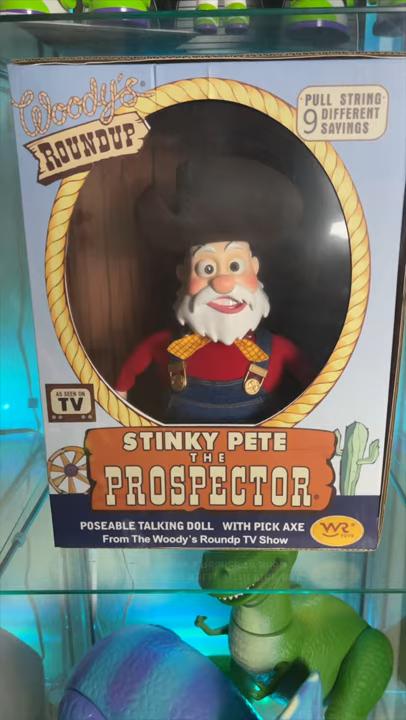 Woody's
ROUNDUP
PULL STRING
9 DIFFERENT
SAYINGS
AS SEEN ON
TV
STINKY PETE
THE
PROSPECTOR
POSEABLE TALKING DOLL WITH PICK AXE
From The Woody's Roundp TV Show
WR
TOYS